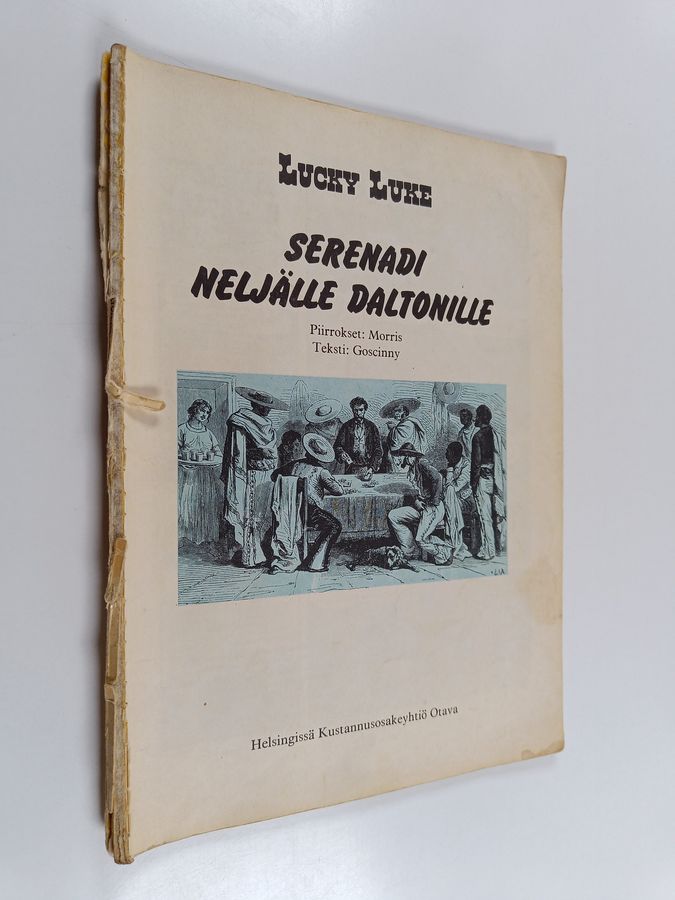 LUCKY LUKE
SERENADI
NELJÄLLE DALTONILLE
Piirrokset: Morris
Teksti: Goscinny
Helsingissä Kustannusosakeyhtiö Otava